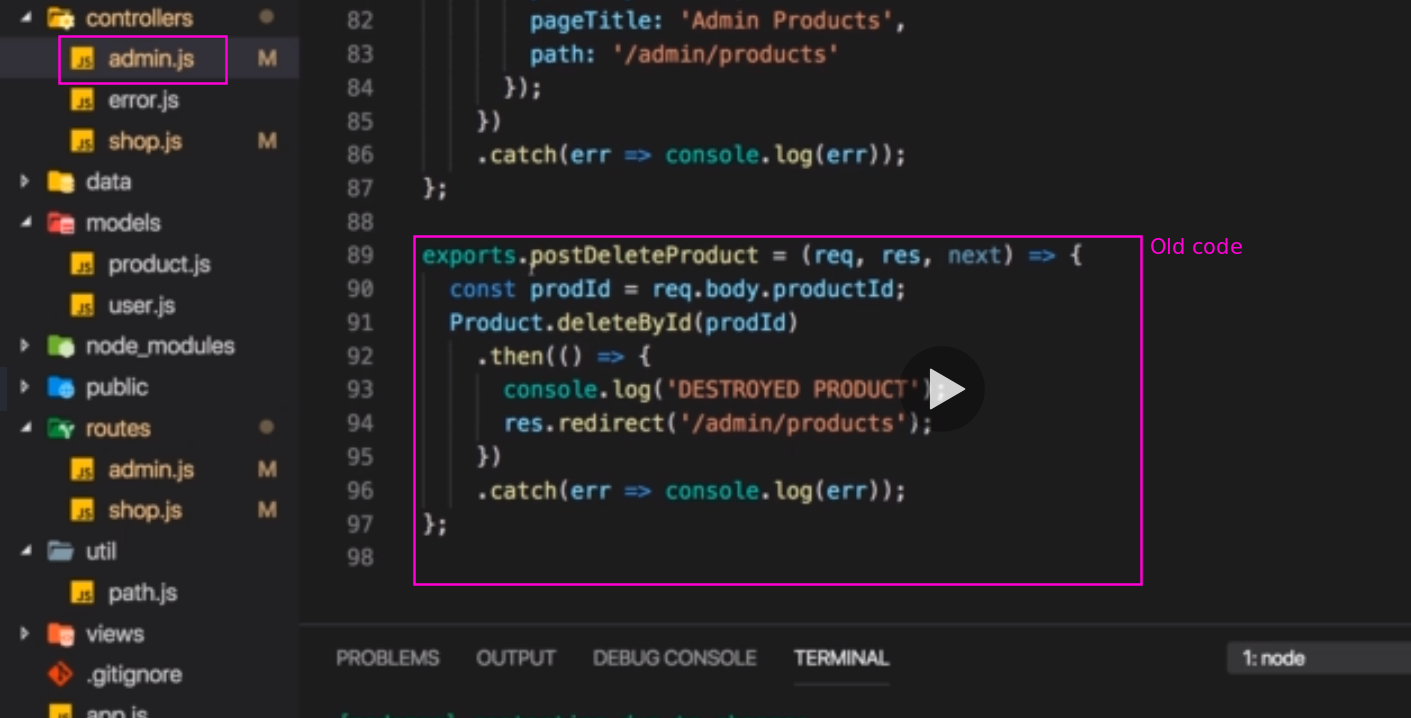 controllers
admin.js M
error.js
shop.js M
data
models
product.js
user.js
node_modules
public
routes
admin.js M
shop.js M
util
path.js
views
.gitignore
app.js
82 pageTitle: 'Admin Products',
83 path: '/admin/products'
84 });
85 })
86 .catch(err => console.log(err));
87 };
88
89 exports.postDeleteProduct = (req, res, next) => {
90 const prodId = req.body.productId;
91 Product.deleteById(prodId)
92 .then(() => {
93 console.log('DESTROYED PRODUCT');
94 res.redirect('/admin/products');
95 })
96 .catch(err => console.log(err));
97 };
98
Old code
PROBLEMS OUTPUT DEBUG CONSOLE TERMINAL 1: node